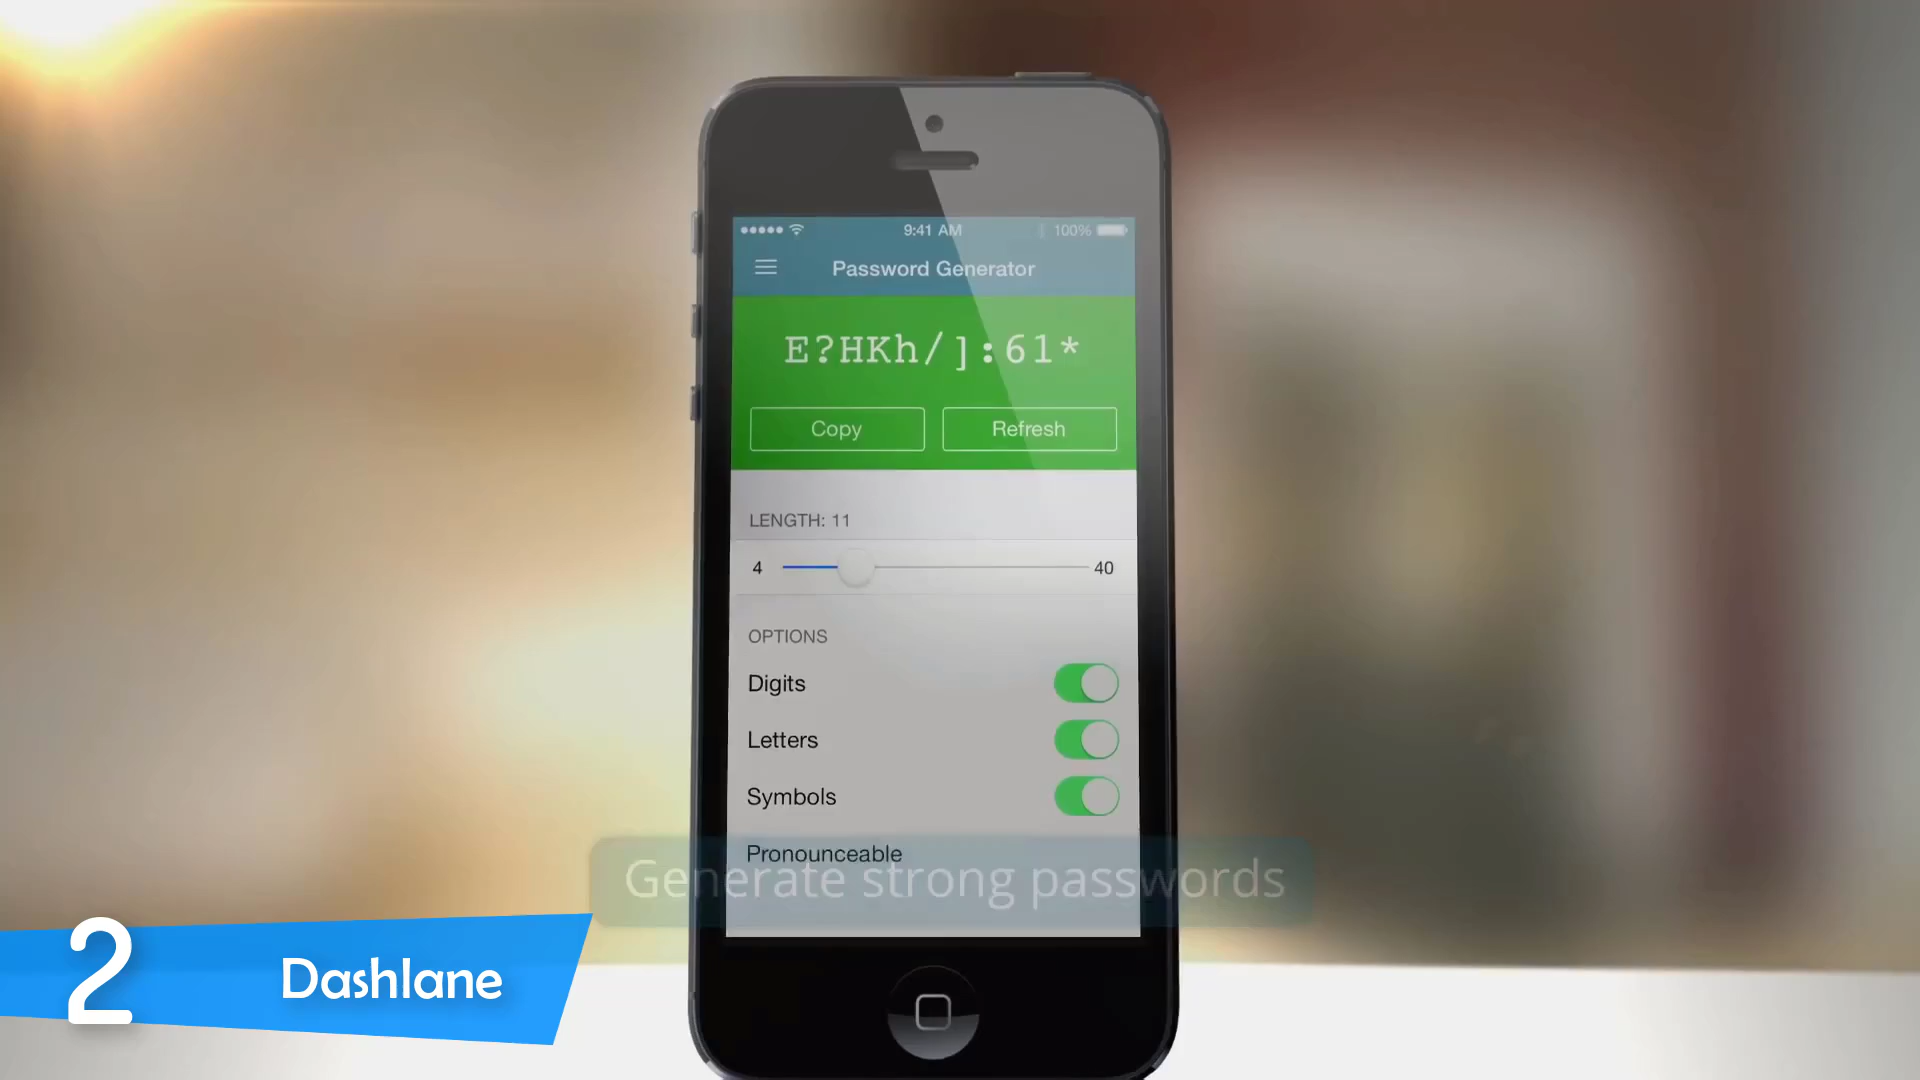 9:41 AM
100%
Password Generator
E?HKh/]:61*
Copy
Refresh
LENGTH: 11
4
40
OPTIONS
Digits
Letters
Symbols
Pronounceable
Generate strong passwords
2
Dashlane